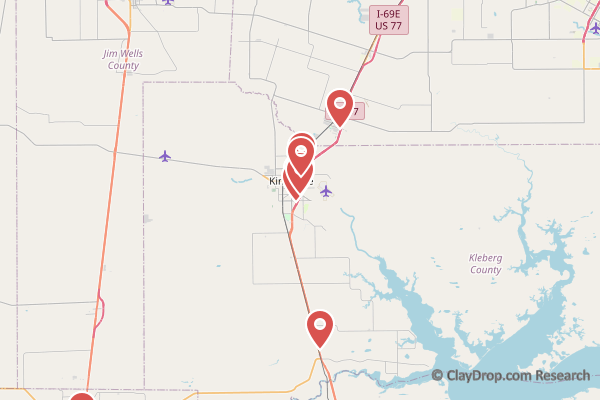 I-69E
US 77
Jim Wells
County
7
Kleberg
County
© ClayDrop.com Research